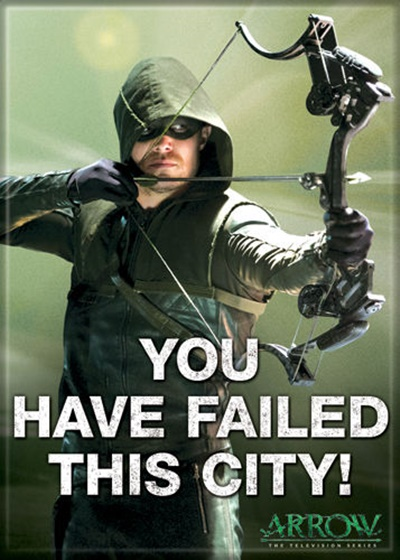 YOU
HAVE FAILED
THIS CITY!
ARROW
THE TELEVISION SERIES